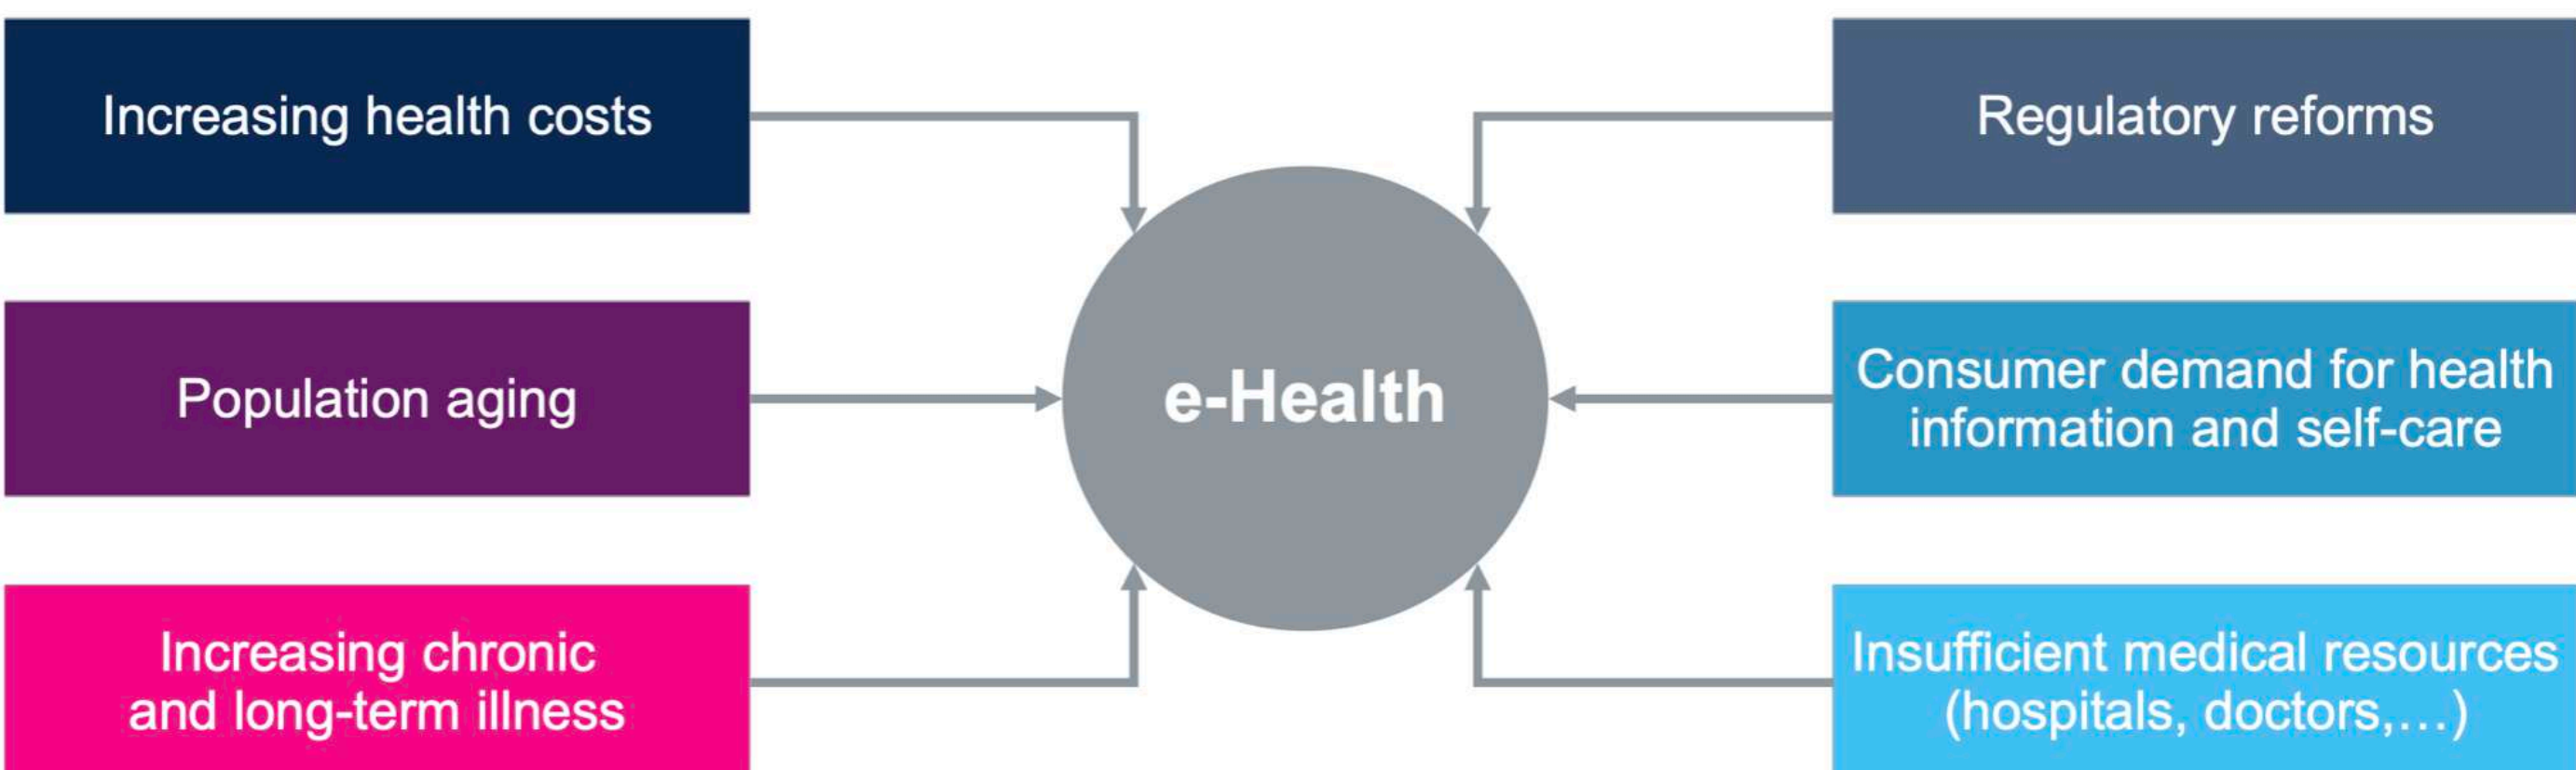 Increasing health costs
Population aging
Increasing chronic
and long-term illness
e-Health
Regulatory reforms
Consumer demand for health
information and self-care
Insufficient medical resources
(hospitals, doctors,…)